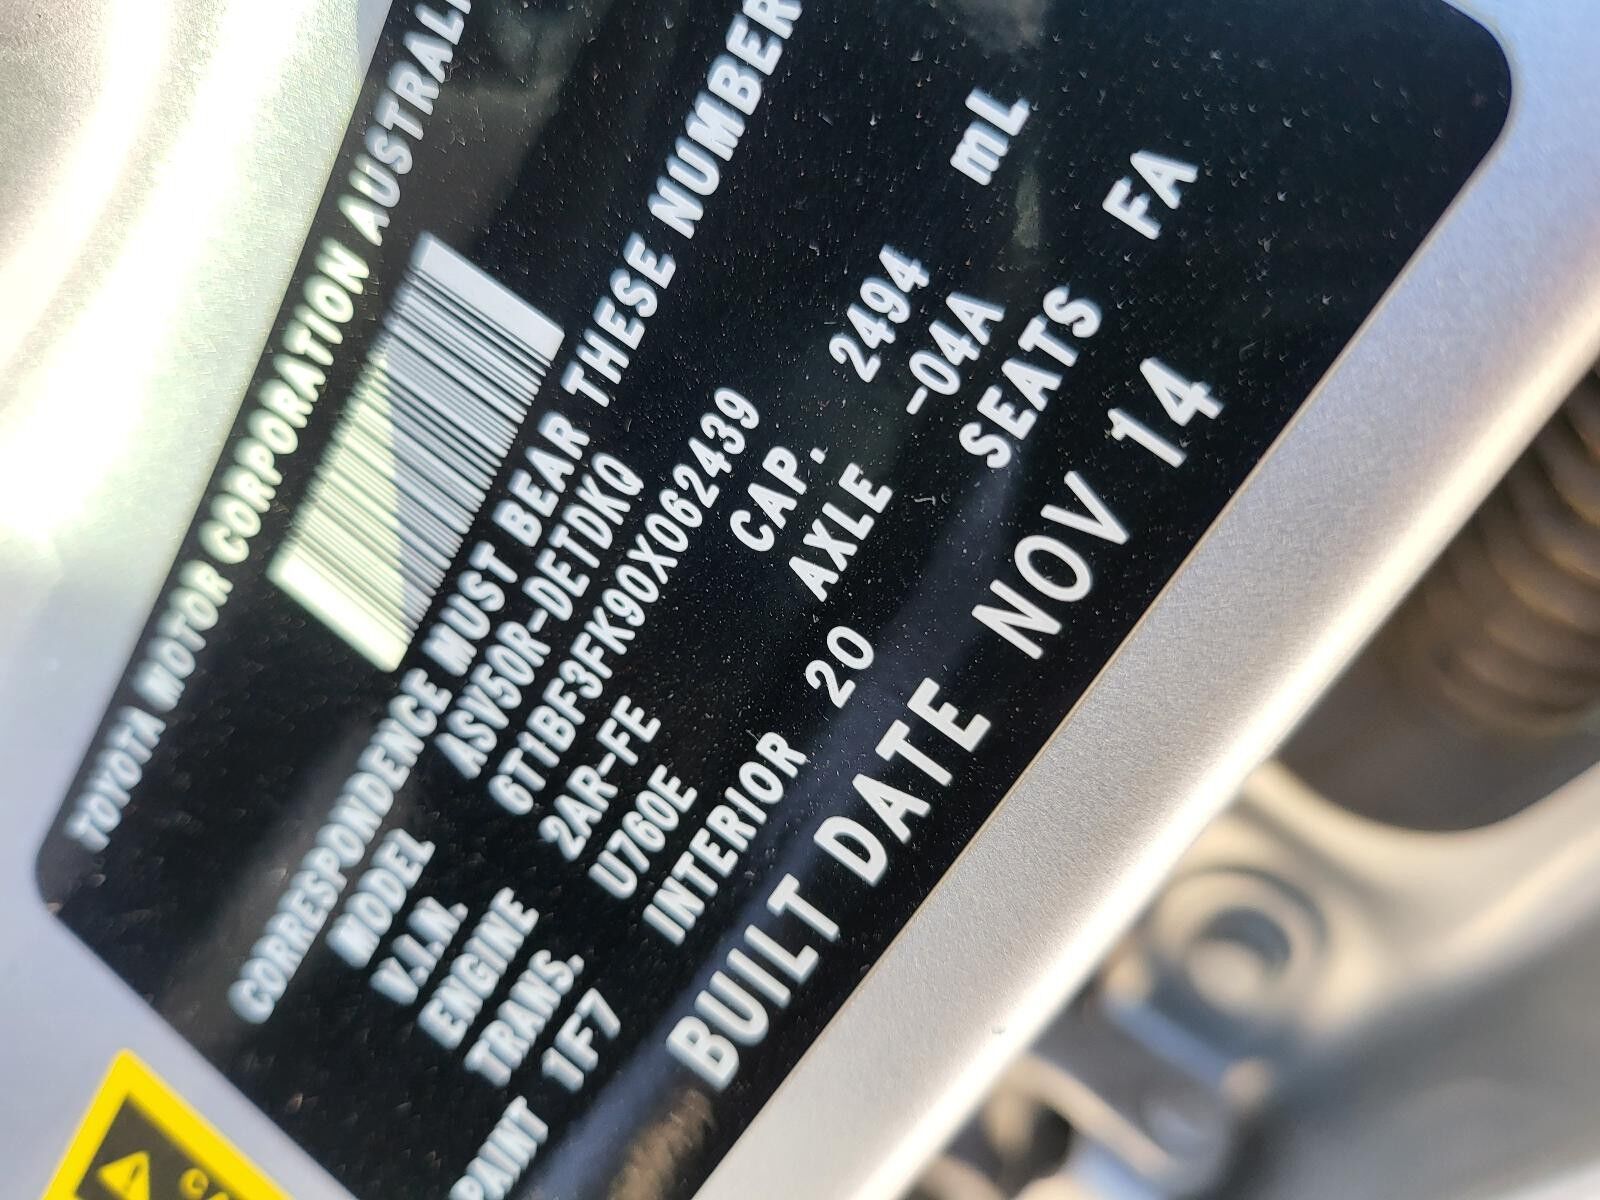 TOYOTA MOTOR CORPORATION AUSTRALI
CORRESPONDENCE MUST BEAR THESE NUMBER
MODEL ASV50R-DETDKQ
V.I.N. 6T1BF3FK90X062439
ENGINE 2AR-FE CAP. 2494 mL
TRANS. U760E AXLE -04A
PAINT 1F7 INTERIOR 20 SEATS FA
BUILT DATE NOV 14